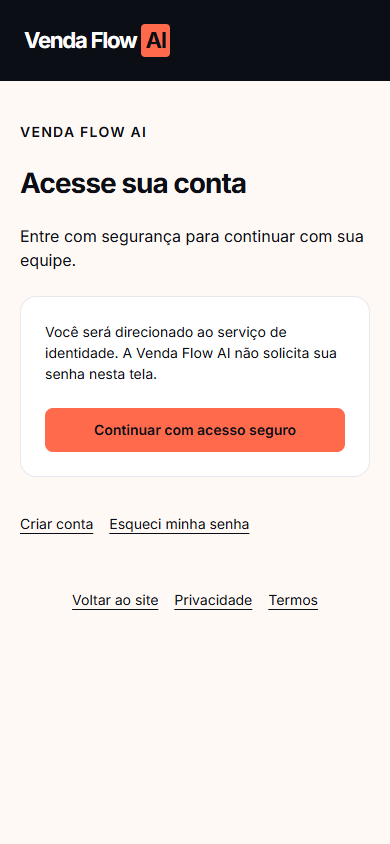 Venda Flow AI
VENDA FLOW AI
Acesse sua conta
Entre com segurança para continuar com sua
equipe.
Você será direcionado ao serviço de
identidade. A Venda Flow AI não solicita sua
senha nesta tela.
Continuar com acesso seguro
Criar conta Esqueci minha senha
Voltar ao site Privacidade Termos